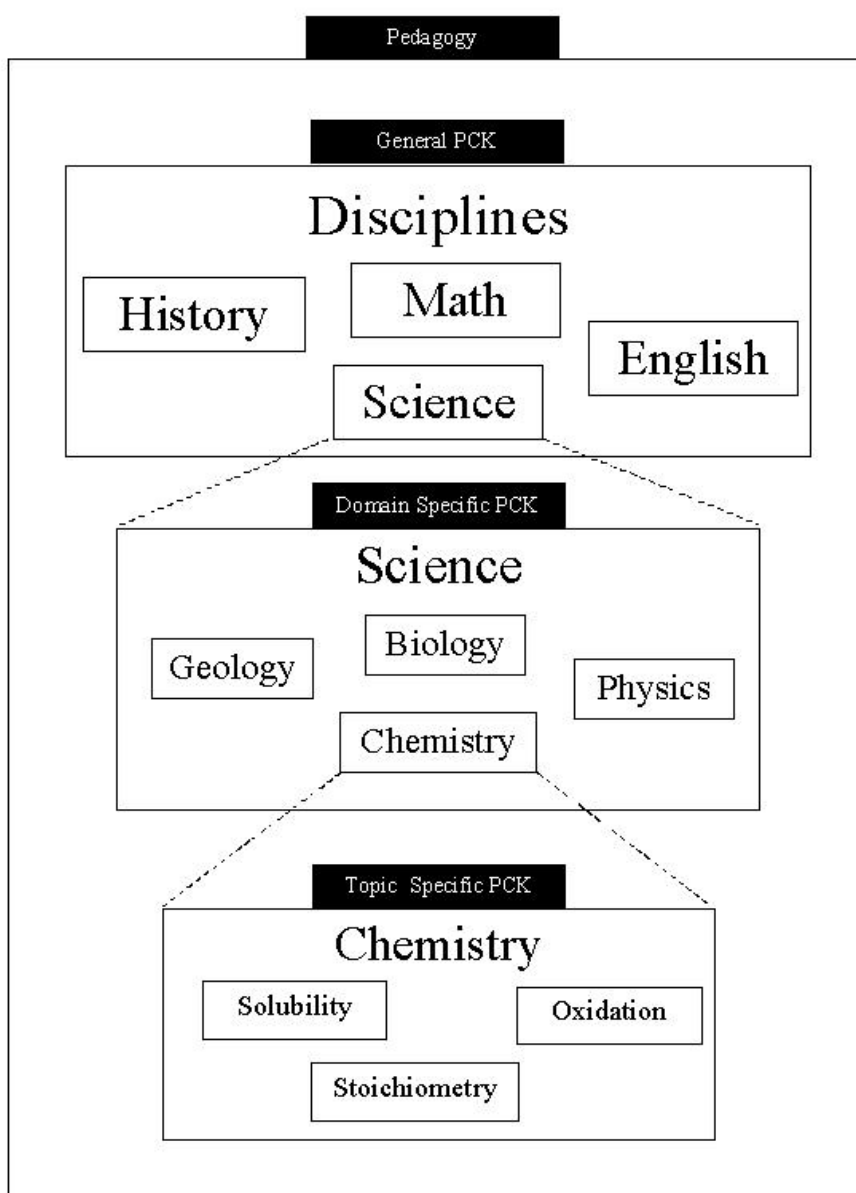 Pedagogy
General PCK
Disciplines
History
Math
English
Science
Domain Specific PCK
Science
Geology
Biology
Physics
Chemistry
Topic Specific PCK
Chemistry
Solubility
Oxidation
Stoichiometry